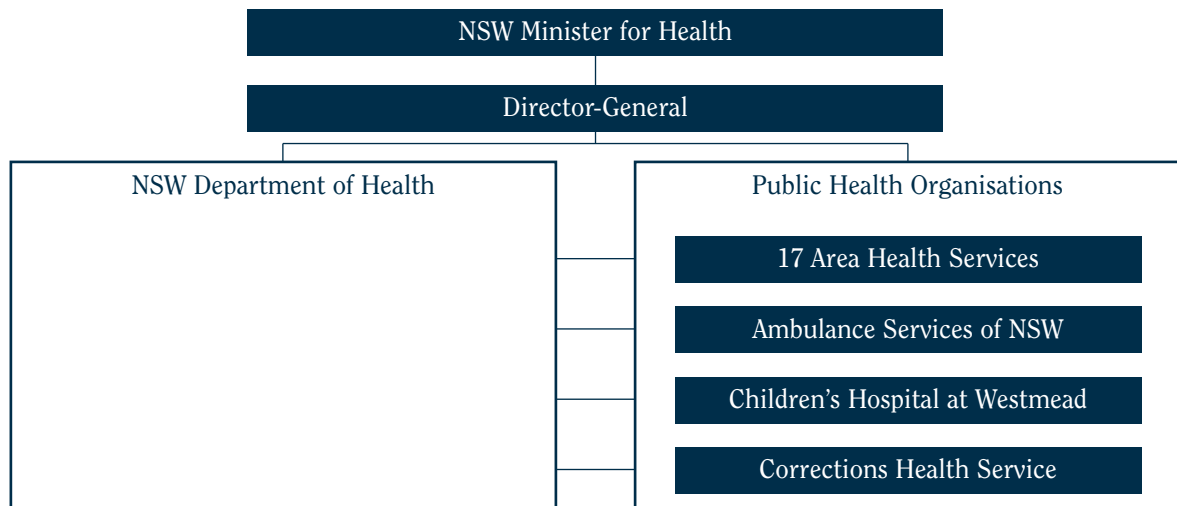 NSW Minister for Health
Director-General
NSW Department of Health
Public Health Organisations
17 Area Health Services
Ambulance Services of NSW
Children’s Hospital at Westmead
Corrections Health Service